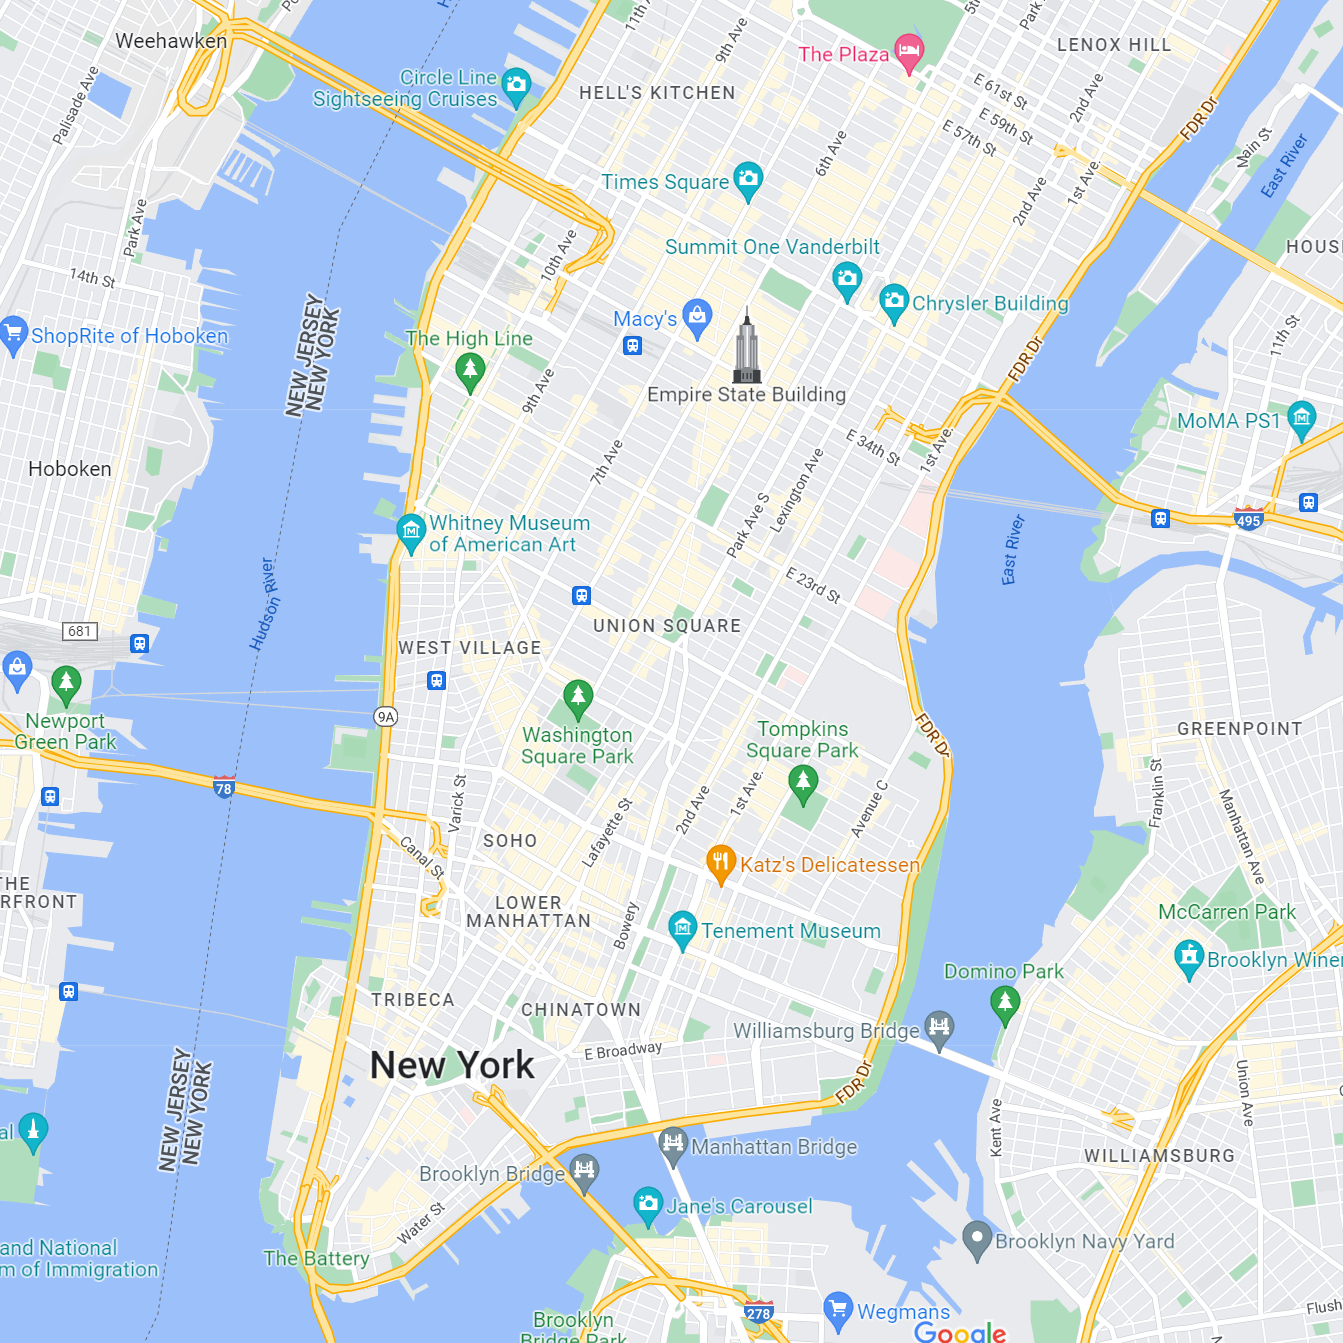 Weehawken
11th Ave
9th Ave
Park Ave
LENOX HILL
The Plaza
Circle Line
Sightseeing Cruises
HELL'S KITCHEN
E 61st St
2nd Ave
E 59th St
FDR Dr
Palisade Ave
E 57th St
6th Ave
Main St
East River
Times Square
1st Ave.
2nd Ave
Park Ave
10th Ave
Summit One Vanderbilt
14th St
Chrysler Building
NEW JERSEY
NEW YORK
Macy's
ShopRite of Hoboken
The High Line
11th St
FDR Dr
9th Ave
Empire State Building
MoMA PS1
E 34th St
1st Ave.
Hoboken
7th Ave
Lexington Ave
Park Ave S
495
Whitney Museum
of American Art
East River
Hudson River
E 23rd St
681
UNION SQUARE
WEST VILLAGE
9A
Newport
Green Park
Washington
Square Park
Tompkins
Square Park
FDR Dr
GREENPOINT
78
Franklin St
Varick St
2nd Ave
1st Ave.
Avenue C
Manhattan Ave
SOHO
Lafayette St
Canal St
Katz's Delicatessen
THE
RFRONT
LOWER
MANHATTAN
Bowery
McCarren Park
Tenement Museum
Brooklyn Winer
Domino Park
TRIBECA
CHINATOWN
Williamsburg Bridge
E Broadway
New York
FDR Dr
NEW JERSEY
NEW YORK
Union Ave
Kent Ave
al
Manhattan Bridge
WILLIAMSBURG
Brooklyn Bridge
Jane's Carousel
Water St
and National
m of Immigration
The Battery
Brooklyn Navy Yard
278
Wegmans
Flush
Brooklyn
Bridge Park
Google